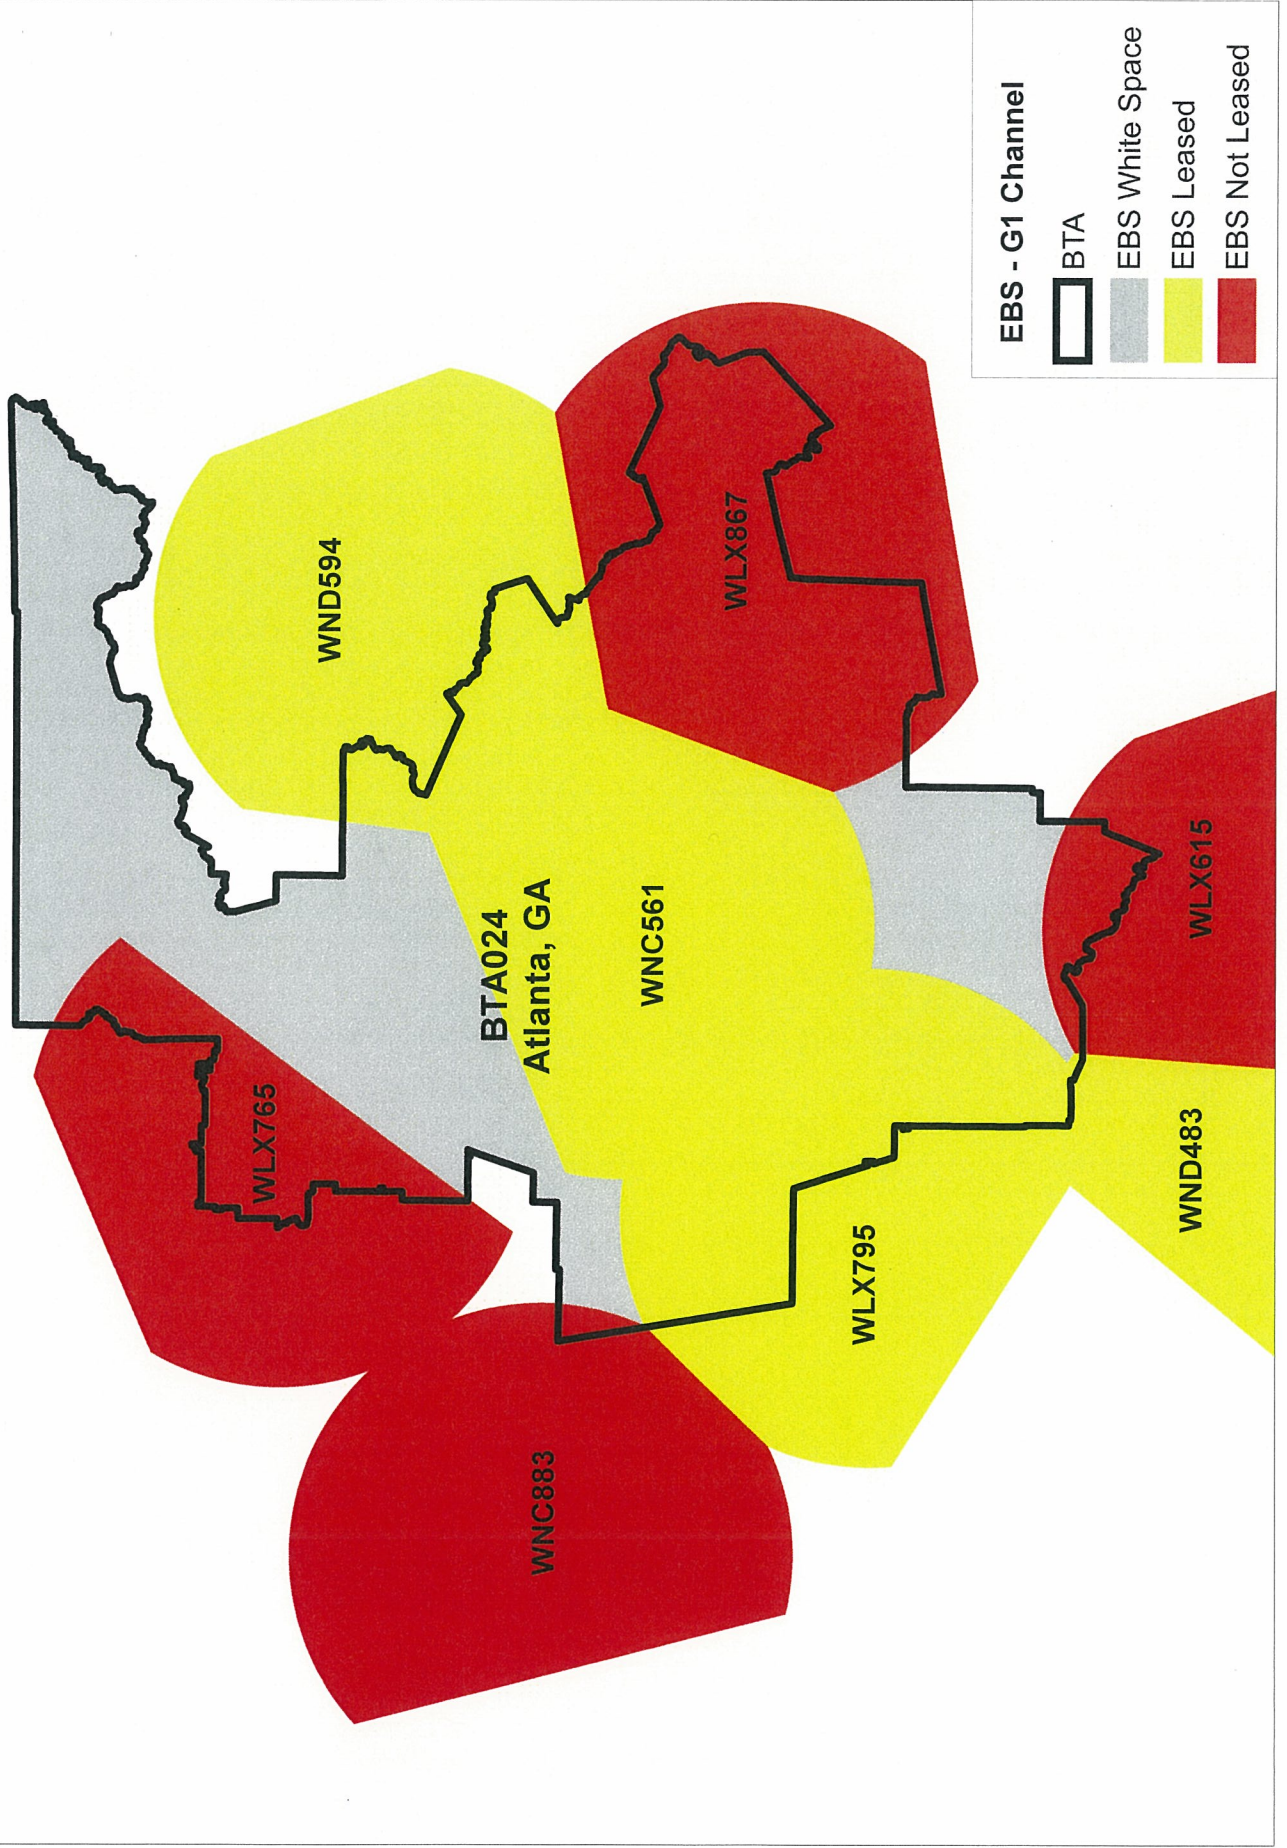 EBS - G1 Channel
BTA
EBS White Space
EBS Leased
EBS Not Leased
WLX765
WNC883
BTA024
Atlanta, GA
WND594
WNC561
WLX867
WLX795
WND483
WLX615